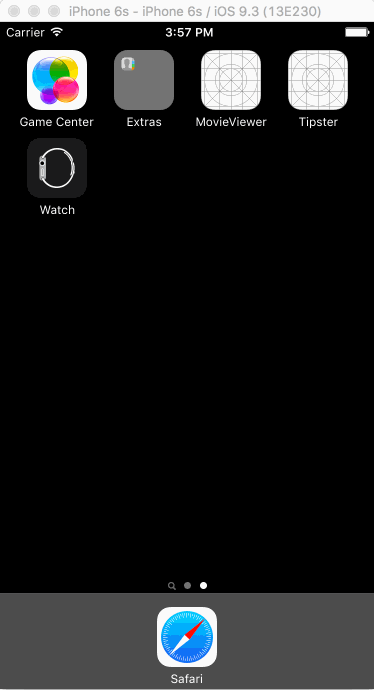 iPhone 6s - iPhone 6s / iOS 9.3 (13E230)
Carrier 3:57 PM
Game Center Extras MovieViewer Tipster
Watch
Safari